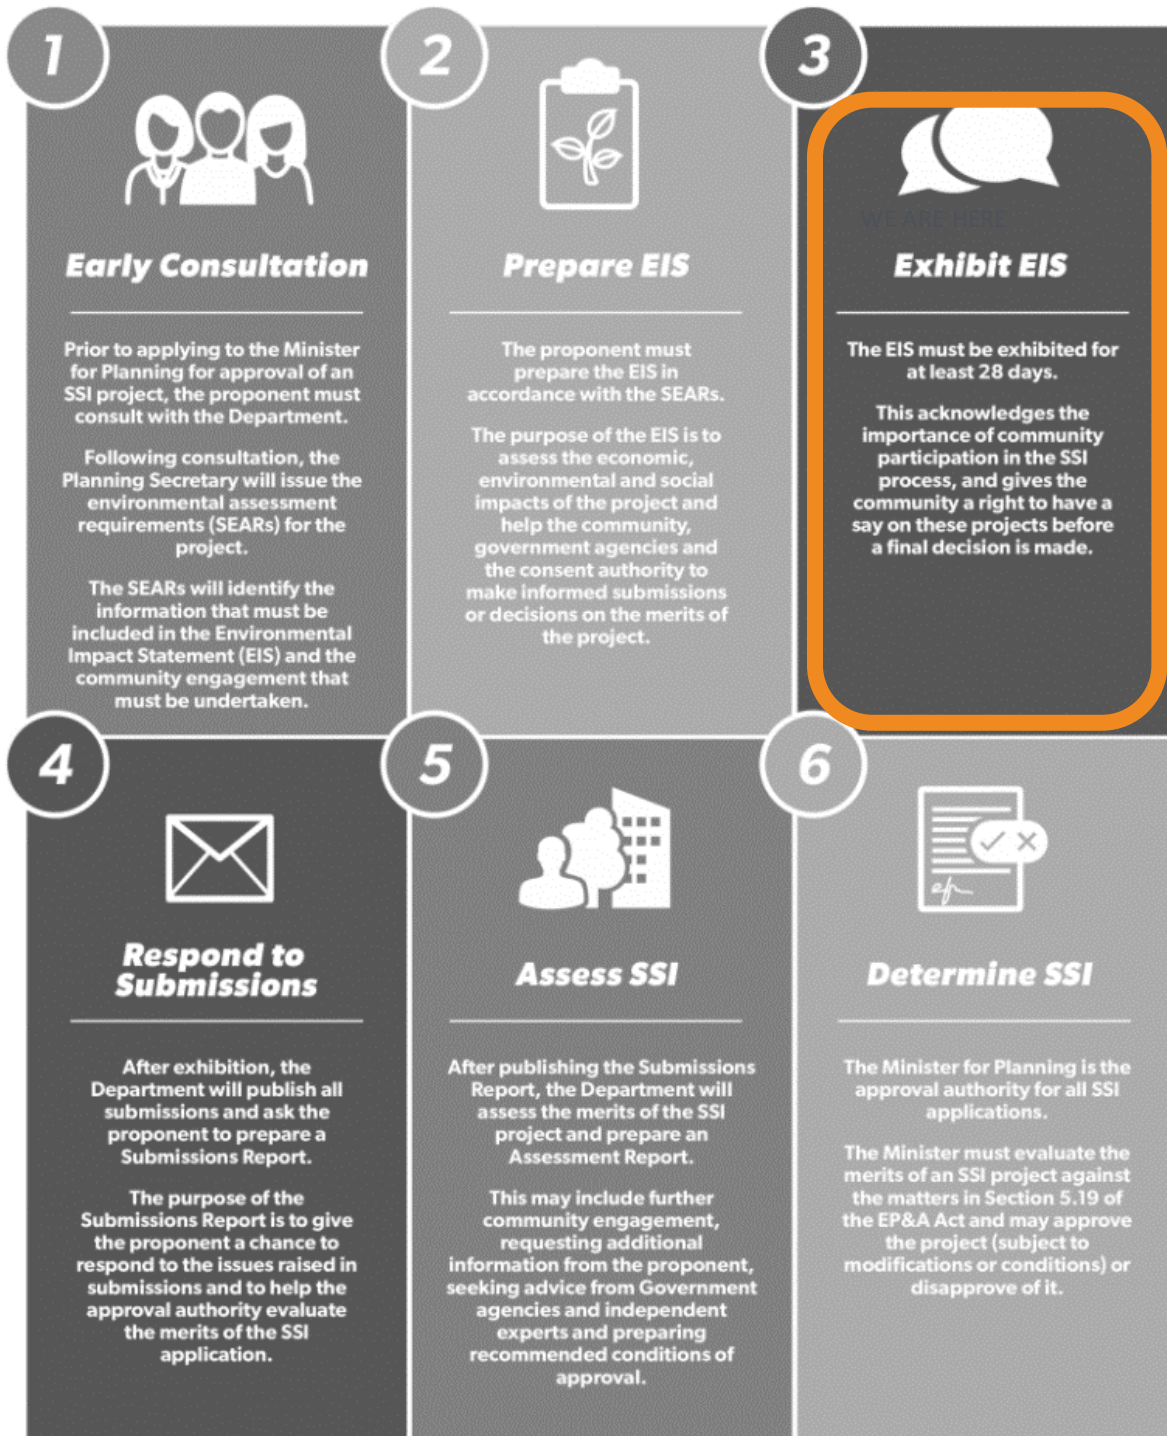 1
Early Consultation
Prior to applying to the Minister
for Planning for approval of an
SSI project, the proponent must
consult with the Department.
Following consultation, the
Planning Secretary will issue the
environmental assessment
requirements (SEARs) for the
project.
The SEARs will identify the
information that must be
included in the Environmental
Impact Statement (EIS) and the
community engagement that
must be undertaken.
2
Prepare EIS
The proponent must
prepare the EIS in
accordance with the SEARs.
The purpose of the EIS is to
assess the economic,
environmental and social
impacts of the project and
help the community,
government agencies and
the consent authority to
make informed submissions
or decisions on the merits of
the project.
3
WE ARE HERE
Exhibit EIS
The EIS must be exhibited for
at least 28 days.
This acknowledges the
importance of community
participation in the SSI
process, and gives the
community a right to have a
say on these projects before
a final decision is made.
4
Respond to
Submissions
After exhibition, the
Department will publish all
submissions and ask the
proponent to prepare a
Submissions Report.
The purpose of the
Submissions Report is to give
the proponent a chance to
respond to the issues raised in
submissions and to help the
approval authority evaluate
the merits of the SSI
application.
5
Assess SSI
After publishing the Submissions
Report, the Department will
assess the merits of the SSI
project and prepare an
Assessment Report.
This may include further
community engagement,
requesting additional
information from the proponent,
seeking advice from Government
agencies and independent
experts and preparing
recommended conditions of
approval.
6
Determine SSI
The Minister for Planning is the
approval authority for all SSI
applications.
The Minister must evaluate the
merits of an SSI project against
the matters in Section 5.19 of
the EP&A Act and may approve
the project (subject to
modifications or conditions) or
disapprove of it.